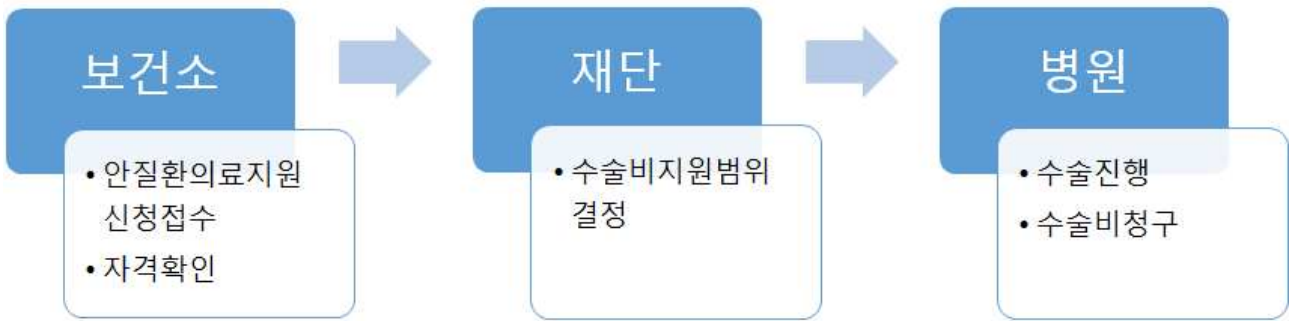 보건소
• 안질환의료지원
신청접수
• 자격확인
재단
• 수술비지원범위
결정
병원
• 수술진행
• 수술비청구